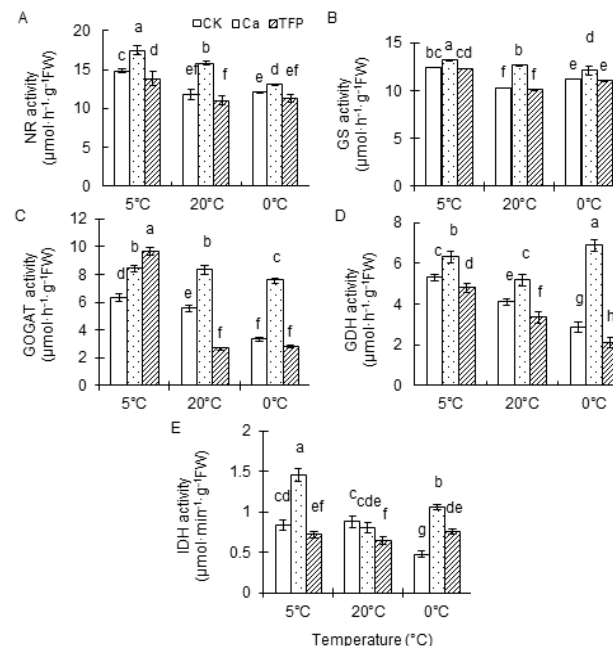 A
CK Ca TFP
NR activity
(μmol·h⁻¹·g⁻¹FW)
20
15
10
5
0
c a d ef b f e d ef
5°C 20°C 0°C
B
GS activity
(μmol·h⁻¹·g⁻¹FW)
15
10
5
0
bc a cd f b f e d e
5°C 20°C 0°C
C
GOGAT activity
(μmol·h⁻¹·g⁻¹FW)
12
10
8
6
4
2
0
d b a e b f f c f
5°C 20°C 0°C
D
GDH activity
(μmol·h⁻¹·g⁻¹FW)
8
6
4
2
0
c b d e c f g a h
5°C 20°C 0°C
E
IDH activity
(μmol·min⁻¹·g⁻¹FW)
2
1.5
1
0.5
0
cd a ef c cde f g b de
5°C 20°C 0°C
Temperature (°C)